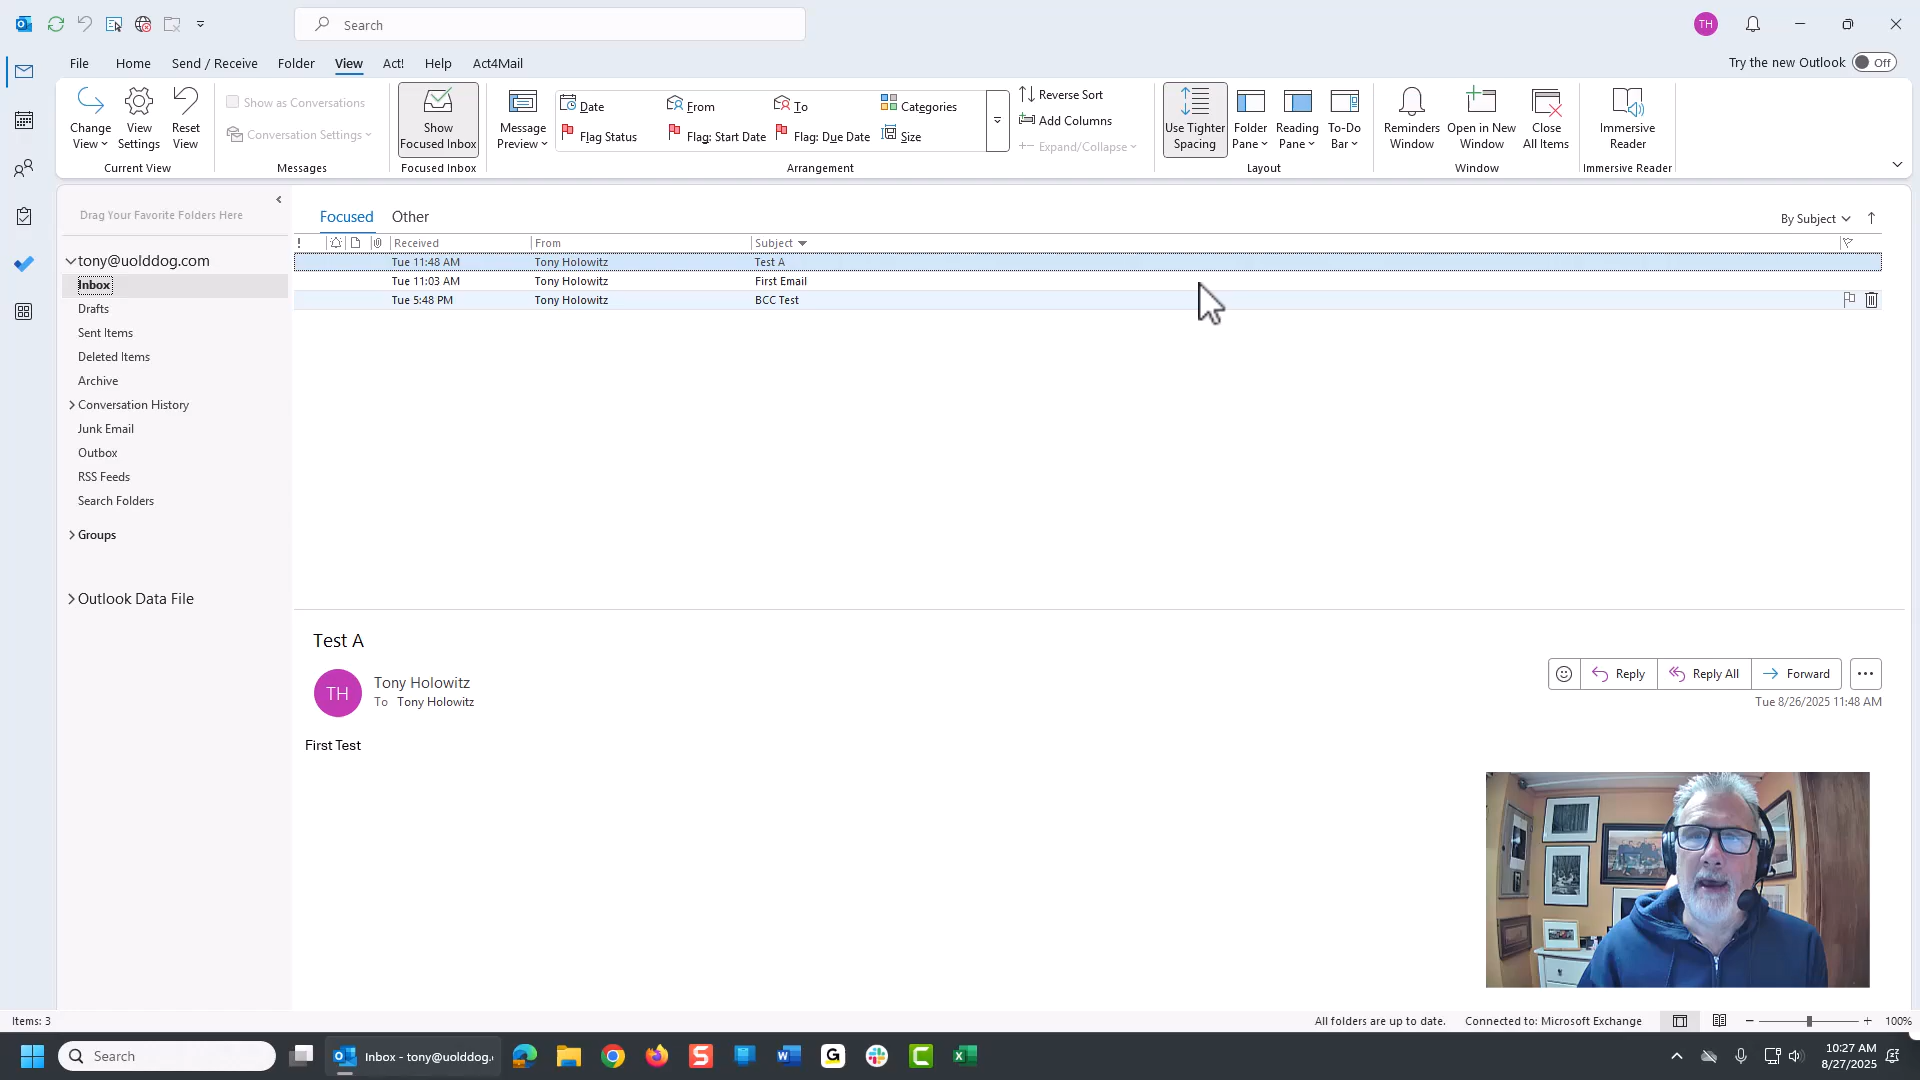 Search
TH
File Home Send / Receive Folder View Act! Help Act4Mail
Try the new Outlook Off
Change View
View Settings
Reset View
Current View
Show as Conversations
Conversation Settings
Messages
Show Focused Inbox
Focused Inbox
Message Preview
Date From To Categories
Flag Status Flag: Start Date Flag: Due Date Size
Reverse Sort
Add Columns
Expand/Collapse
Arrangement
Use Tighter Spacing
Folder Pane
Reading Pane
To-Do Bar
Layout
Reminders Window
Open in New Window
Close All Items
Window
Immersive Reader
Immersive Reader
Drag Your Favorite Folders Here
tony@uolddog.com
Inbox
Drafts
Sent Items
Deleted Items
Archive
Conversation History
Junk Email
Outbox
RSS Feeds
Search Folders
Groups
Outlook Data File
Focused Other By Subject
! Received From Subject
Tue 11:48 AM Tony Holowitz Test A
Tue 11:03 AM Tony Holowitz First Email
Tue 5:48 PM Tony Holowitz BCC Test
Test A
TH
Tony Holowitz
To Tony Holowitz
Reply Reply All Forward
Tue 8/26/2025 11:48 AM
First Test
Items: 3
All folders are up to date. Connected to: Microsoft Exchange 100%
Search
Inbox - tony@uolddog.
10:27 AM
8/27/2025